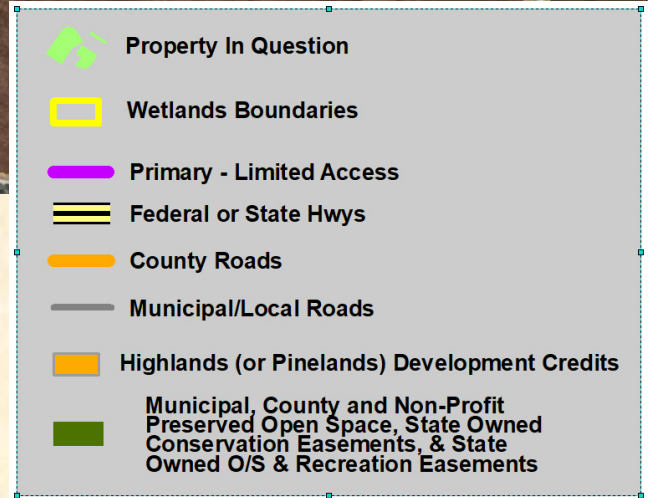 Property In Question
Wetlands Boundaries
Primary - Limited Access
Federal or State Hwys
County Roads
Municipal/Local Roads
Highlands (or Pinelands) Development Credits
Municipal, County and Non-Profit
Preserved Open Space, State Owned
Conservation Easements, & State
Owned O/S & Recreation Easements